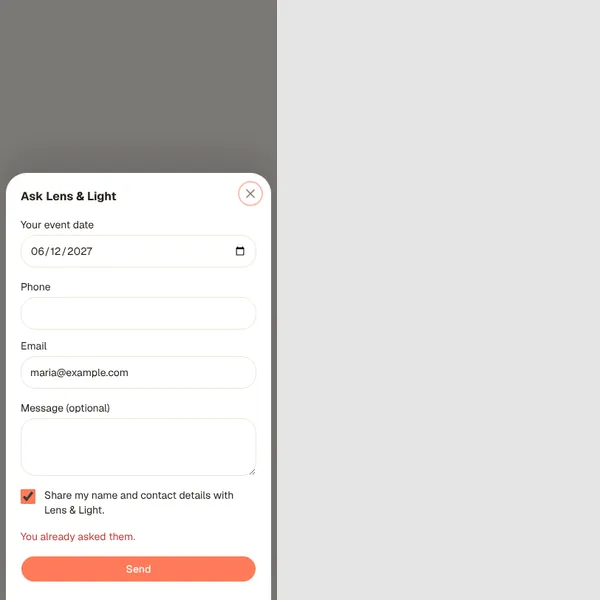 Ask Lens & Light
Your event date
06/12/2027
Phone
Email
maria@example.com
Message (optional)
Share my name and contact details with
Lens & Light.
You already asked them.
Send